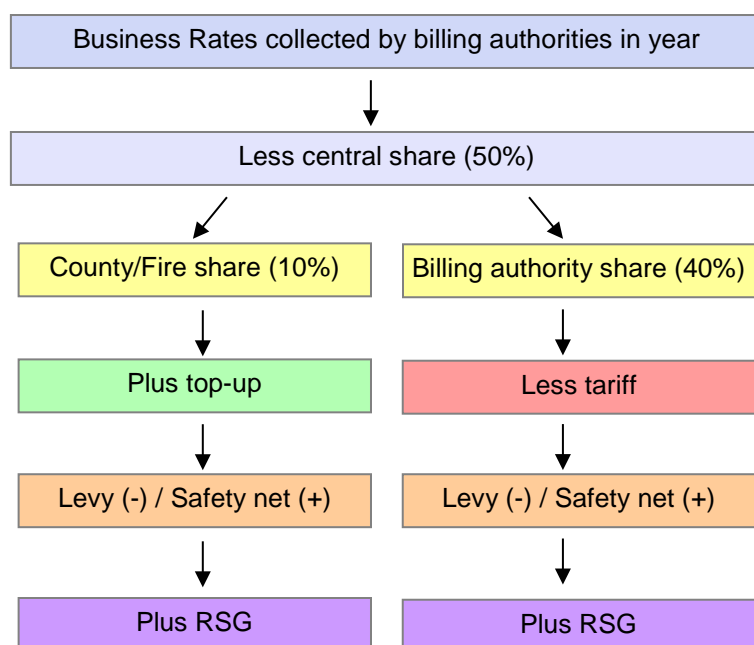 Business Rates collected by billing authorities in year
Less central share (50%)
County/Fire share (10%)
Billing authority share (40%)
Plus top-up
Less tariff
Levy (-) / Safety net (+)
Levy (-) / Safety net (+)
Plus RSG
Plus RSG